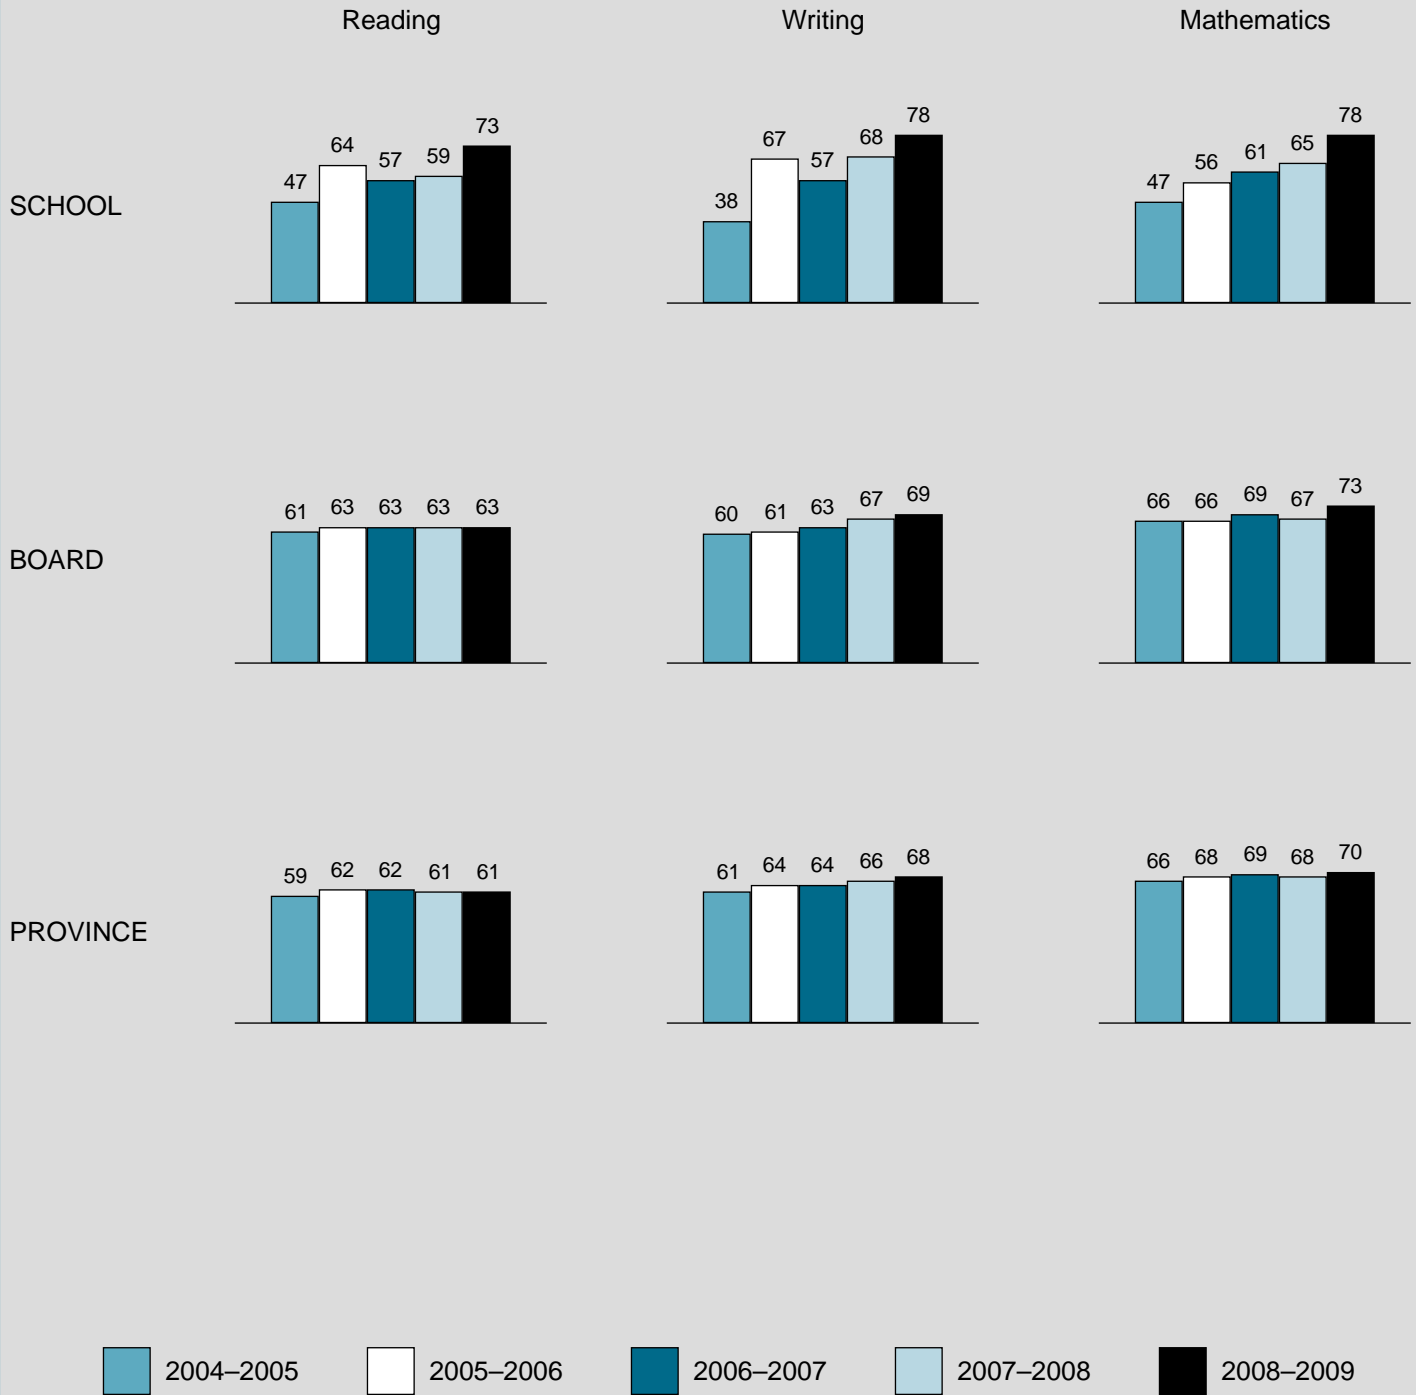 Reading Writing Mathematics
SCHOOL
47 64 57 59 73
38 67 57 68 78
47 56 61 65 78
BOARD
61 63 63 63 63
60 61 63 67 69
66 66 69 67 73
PROVINCE
59 62 62 61 61
61 64 64 66 68
66 68 69 68 70
2004–2005 2005–2006 2006–2007 2007–2008 2008–2009